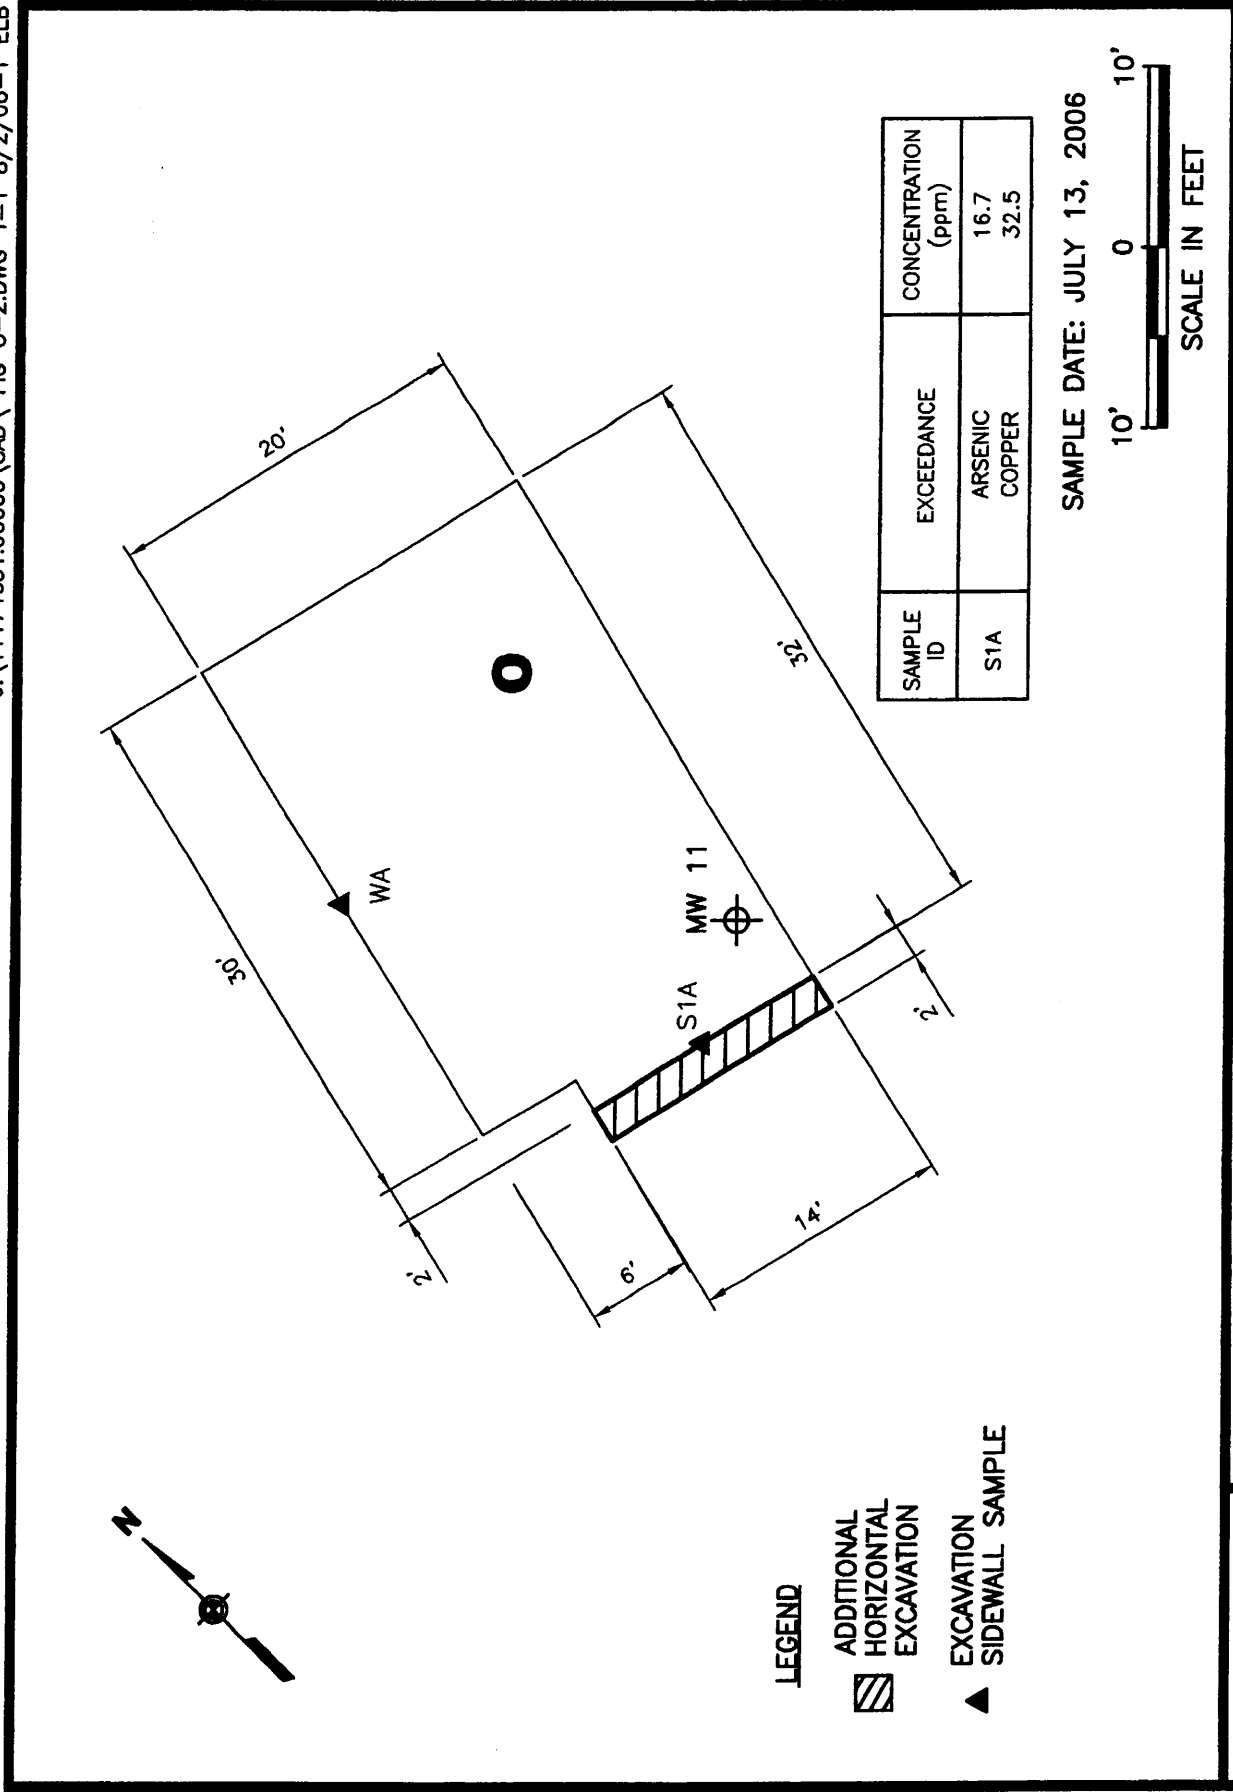 N
30'
20'
2'
WA
O
32'
6'
14'
S1A
MW 11
2'
LEGEND
ADDITIONAL
HORIZONTAL
EXCAVATION
EXCAVATION
SIDEWALL SAMPLE
SAMPLE
ID
EXCEEDANCE
CONCENTRATION
(ppm)
S1A
ARSENIC
16.7
COPPER
32.5
SAMPLE DATE: JULY 13, 2006
10'
0
10'
SCALE IN FEET